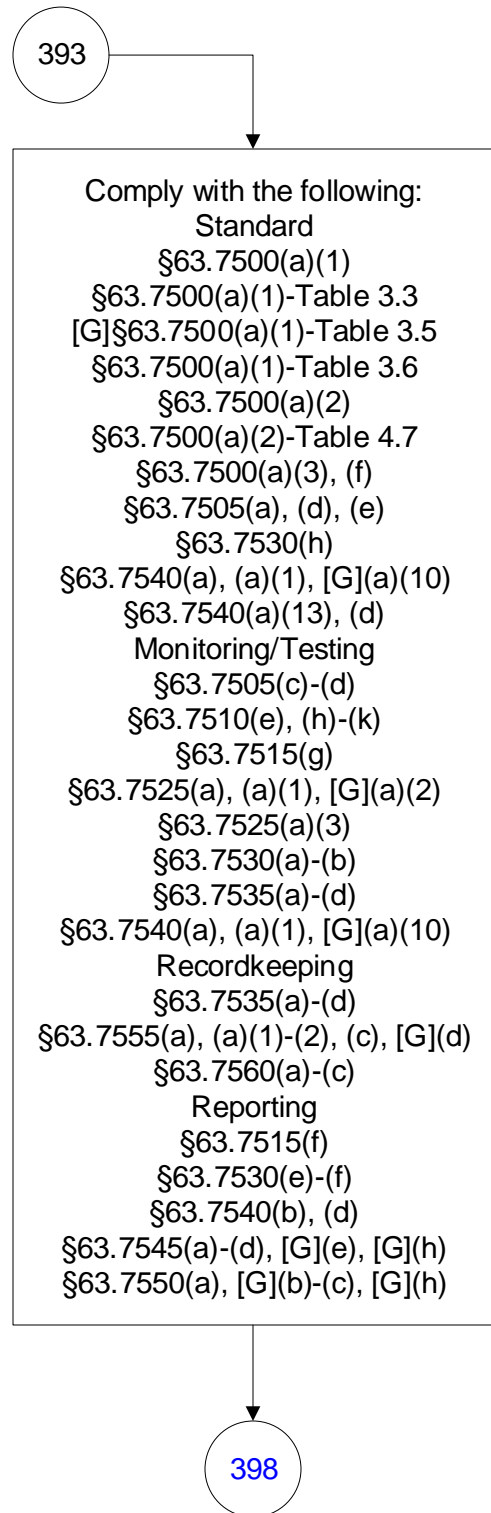 393
Comply with the following:
Standard
§63.7500(a)(1)
§63.7500(a)(1)-Table 3.3
[G]§63.7500(a)(1)-Table 3.5
§63.7500(a)(1)-Table 3.6
§63.7500(a)(2)
§63.7500(a)(2)-Table 4.7
§63.7500(a)(3), (f)
§63.7505(a), (d), (e)
§63.7530(h)
§63.7540(a), (a)(1), [G](a)(10)
§63.7540(a)(13), (d)
Monitoring/Testing
§63.7505(c)-(d)
§63.7510(e), (h)-(k)
§63.7515(g)
§63.7525(a), (a)(1), [G](a)(2)
§63.7525(a)(3)
§63.7530(a)-(b)
§63.7535(a)-(d)
§63.7540(a), (a)(1), [G](a)(10)
Recordkeeping
§63.7535(a)-(d)
§63.7555(a), (a)(1)-(2), (c), [G](d)
§63.7560(a)-(c)
Reporting
§63.7515(f)
§63.7530(e)-(f)
§63.7540(b), (d)
§63.7545(a)-(d), [G](e), [G](h)
§63.7550(a), [G](b)-(c), [G](h)
398